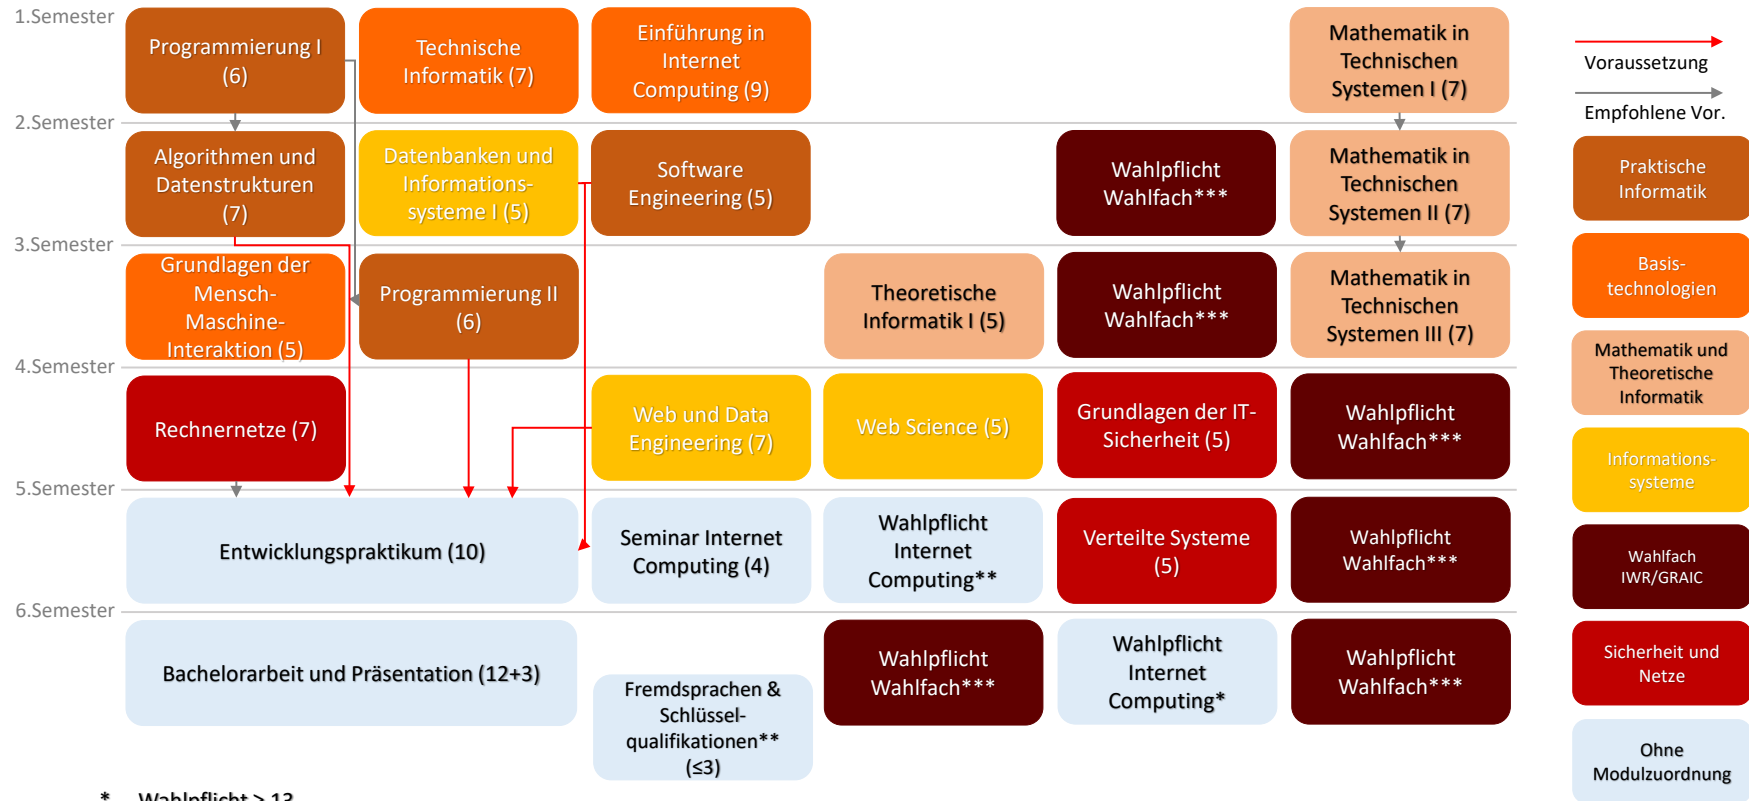 1.Semester
Programmierung I
(6)
Technische
Informatik (7)
Einführung in
Internet
Computing (9)
Mathematik in
Technischen
Systemen I (7)
Voraussetzung
Empfohlene Vor.
2.Semester
Algorithmen und
Datenstrukturen
(7)
Datenbanken und
Informations-
systeme I (5)
Software
Engineering (5)
Wahlpflicht
Wahlfach***
Mathematik in
Technischen
Systemen II (7)
Praktische
Informatik
3.Semester
Grundlagen der
Mensch-
Maschine-
Interaktion (5)
Programmierung II
(6)
Theoretische
Informatik I (5)
Wahlpflicht
Wahlfach***
Mathematik in
Technischen
Systemen III (7)
Basis-
technologien
4.Semester
Rechnernetze (7)
Web und Data
Engineering (7)
Web Science (5)
Grundlagen der IT-
Sicherheit (5)
Wahlpflicht
Wahlfach***
Mathematik und
Theoretische
Informatik
Informations-
systeme
5.Semester
Entwicklungspraktikum (10)
Seminar Internet
Computing (4)
Wahlpflicht
Internet
Computing**
Verteilte Systeme
(5)
Wahlpflicht
Wahlfach***
Wahlfach
IWR/GRAIC
6.Semester
Bachelorarbeit und Präsentation (12+3)
Fremdsprachen &
Schlüssel-
qualifikationen**
(≤3)
Wahlpflicht
Wahlfach***
Wahlpflicht
Internet
Computing*
Wahlpflicht
Wahlfach***
Sicherheit und
Netze
Ohne
Modulzuordnung
* Wahlpflicht